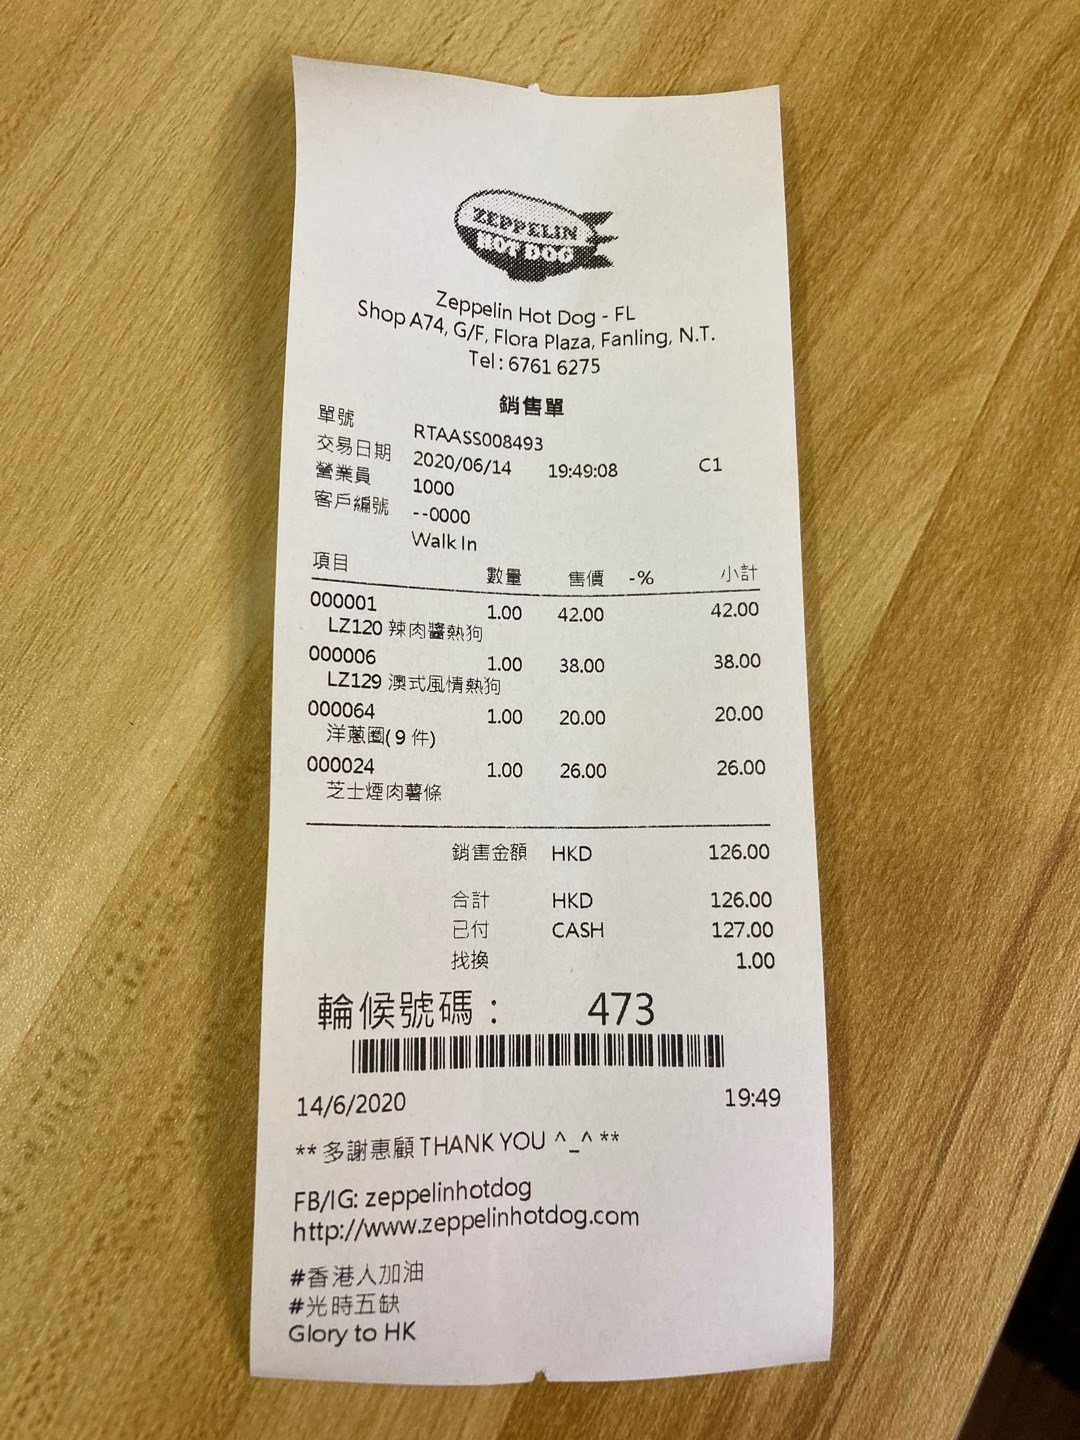 ZEPPELIN
HOT DOG
Zeppelin Hot Dog - FL
Shop A74, G/F, Flora Plaza, Fanling, N.T.
Tel : 6761 6275
銷售單
單號 RTAASS008493
交易日期 2020/06/14 19:49:08 C1
營業員 1000
客戶編號 --0000
Walk In
項目 數量 售價 -% 小計
000001 1.00 42.00 42.00
LZ120 辣肉醬熱狗
000006 1.00 38.00 38.00
LZ129 澳式風情熱狗
000064 1.00 20.00 20.00
洋蔥圈( 9 件)
000024 1.00 26.00 26.00
芝士煙肉薯條
銷售金額 HKD 126.00
合計 HKD 126.00
已付 CASH 127.00
找換 1.00
輪候號碼： 473
14/6/2020 19:49
** 多謝惠顧 THANK YOU ^_^ **
FB/IG: zeppelinhotdog
http://www.zeppelinhotdog.com
#香港人加油
#光時五缺
Glory to HK